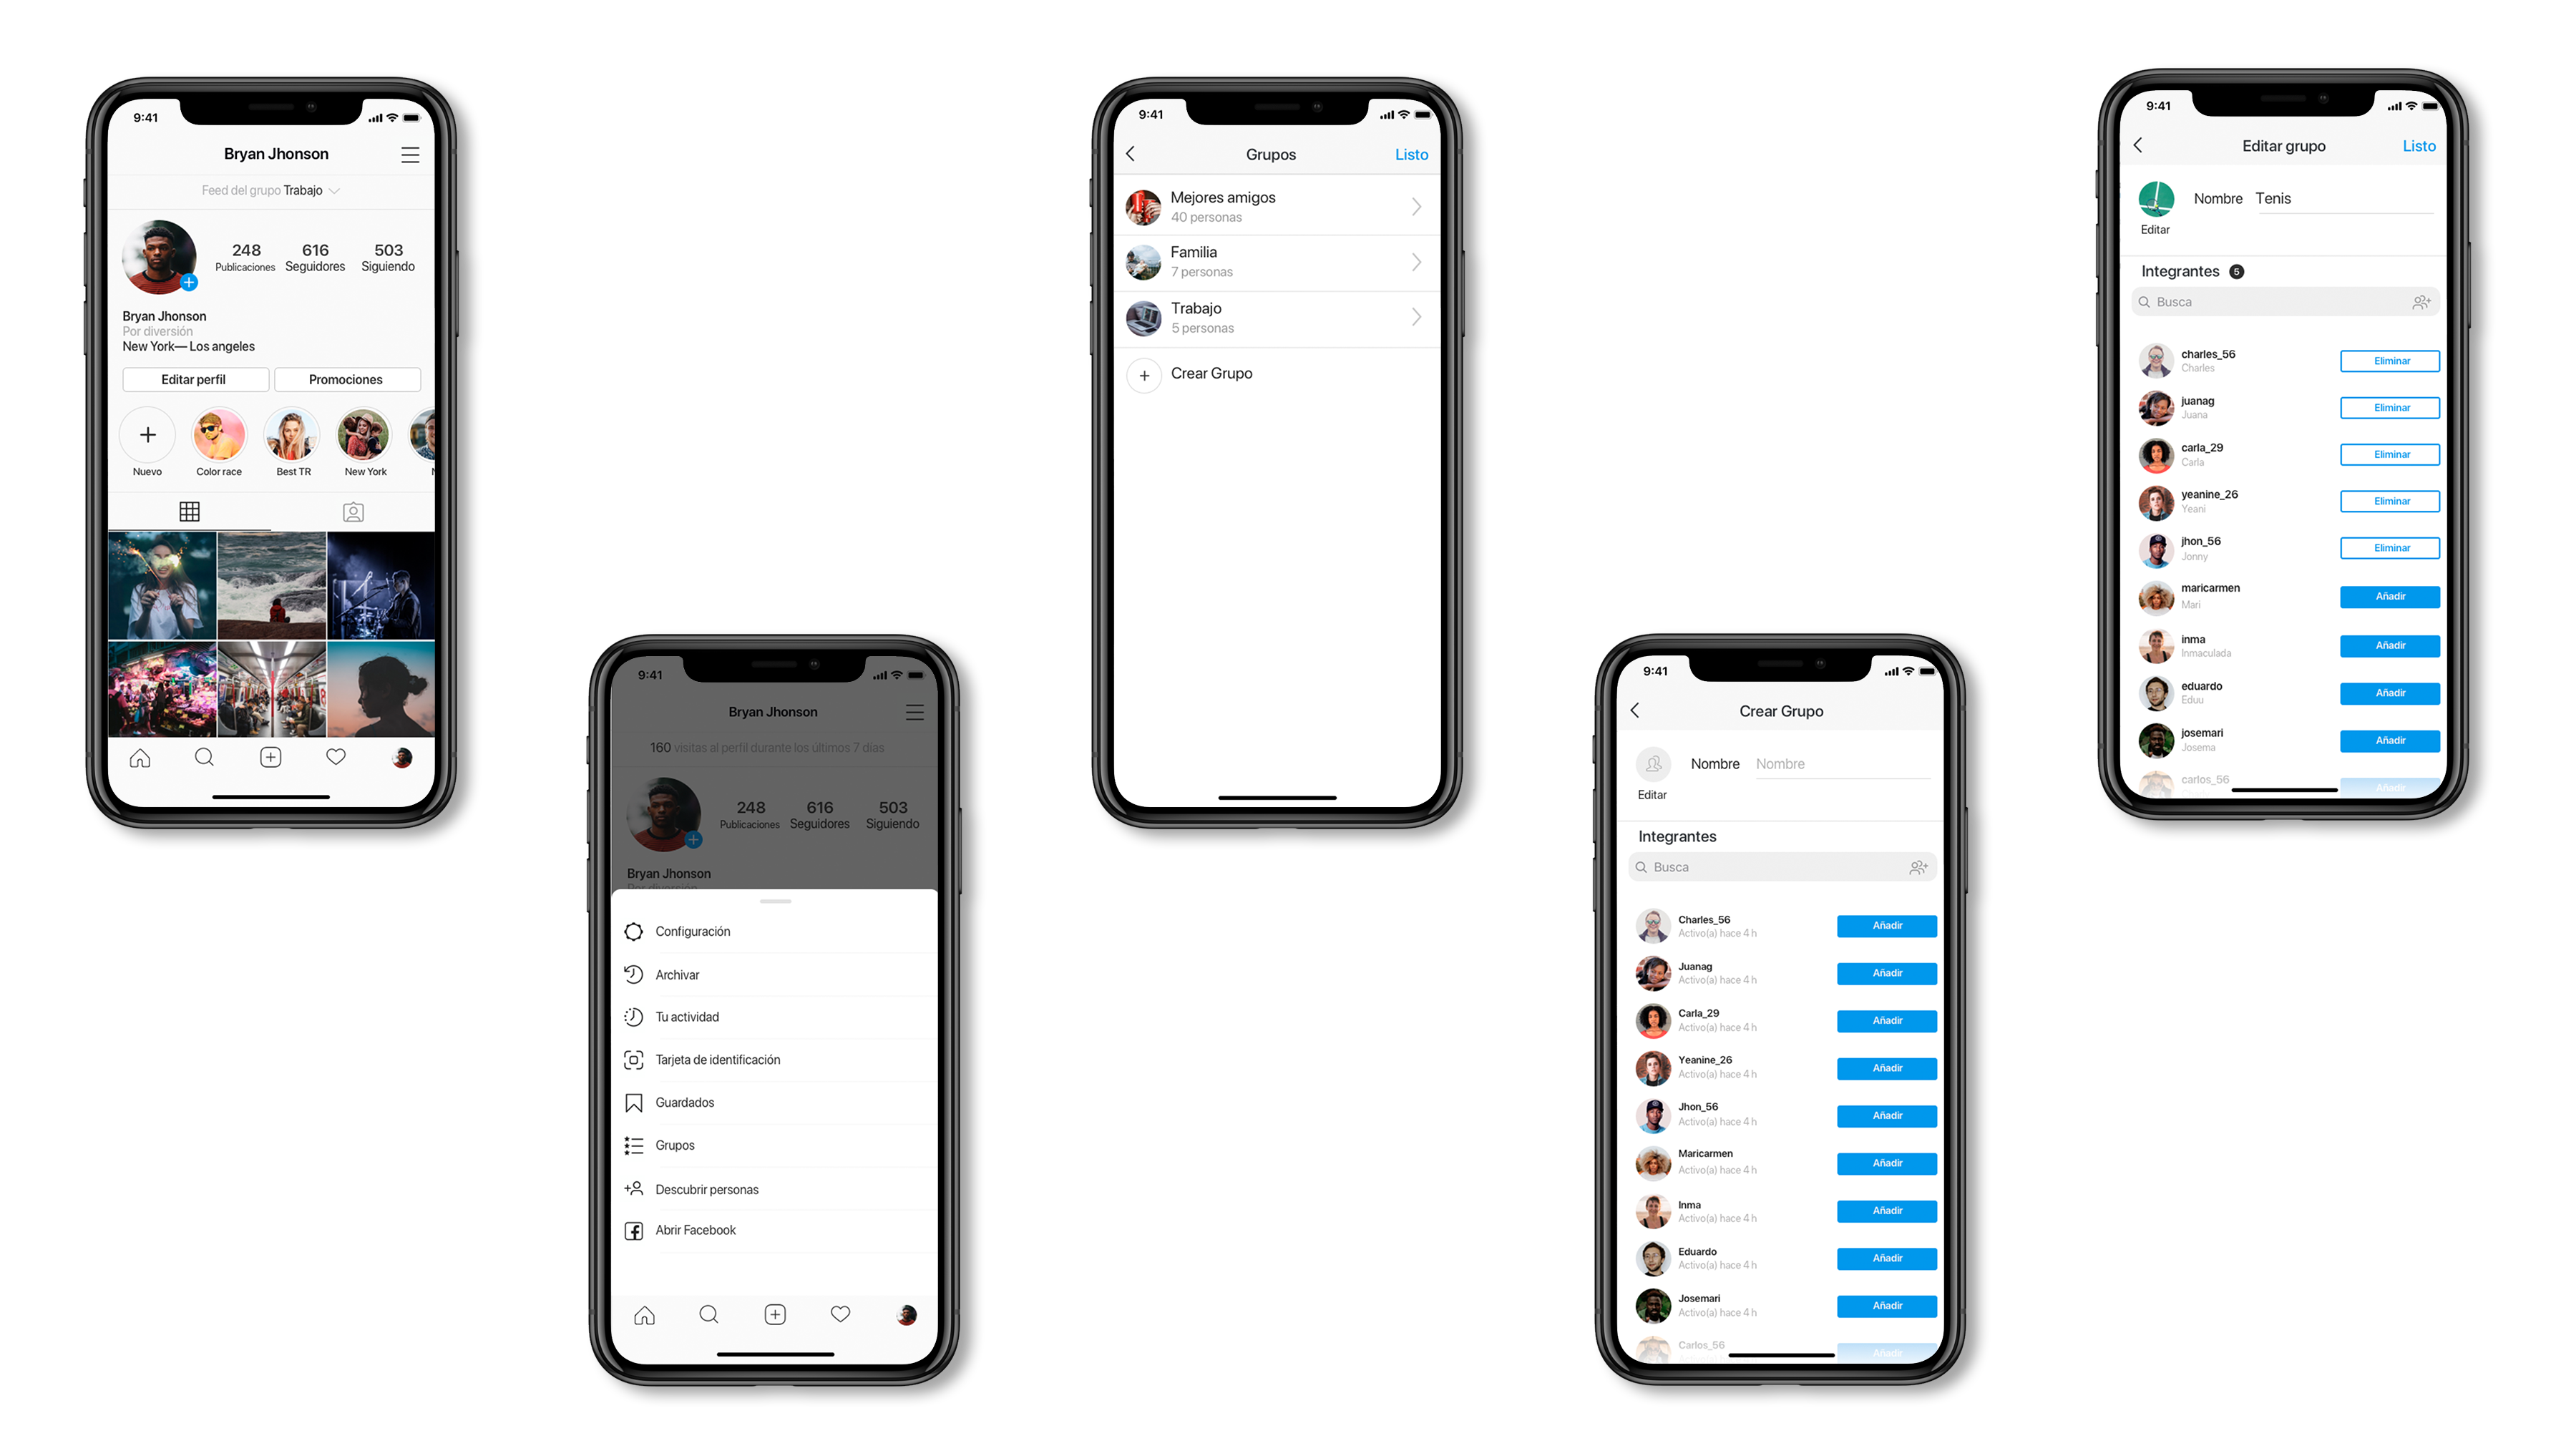 9:41
Bryan Jhonson
Feed del grupo Trabajo
248 616 503
Publicaciones Seguidores Siguiendo
Bryan Jhonson
Por diversión
New York— Los angeles
Editar perfil Promociones
Nuevo Color race Best TR New York N
9:41
Bryan Jhonson
160 visitas al perfil durante los últimos 7 días
248 616 503
Publicaciones Seguidores Siguiendo
Bryan Jhonson
Por diversión
Configuración
Archivar
Tu actividad
Tarjeta de identificación
Guardados
Grupos
Descubrir personas
Abrir Facebook
9:41
Grupos Listo
Mejores amigos
40 personas
Familia
7 personas
Trabajo
5 personas
Crear Grupo
9:41
Crear Grupo
Nombre Nombre
Editar
Integrantes
Busca
Charles_56
Activo(a) hace 4 h
Añadir
Juanag
Activo(a) hace 4 h
Añadir
Carla_29
Activo(a) hace 4 h
Añadir
Yeanine_26
Activo(a) hace 4 h
Añadir
Jhon_56
Activo(a) hace 4 h
Añadir
Maricarmen
Activo(a) hace 4 h
Añadir
Inma
Activo(a) hace 4 h
Añadir
Eduardo
Activo(a) hace 4 h
Añadir
Josemari
Activo(a) hace 4 h
Añadir
Carlos_56
Añadir
9:41
Editar grupo Listo
Nombre Tenis
Editar
Integrantes 5
Busca
charles_56
Charles
Eliminar
juanag
Juana
Eliminar
carla_29
Carla
Eliminar
yeanine_26
Yeani
Eliminar
jhon_56
Jonny
Eliminar
maricarmen
Mari
Añadir
inma
Inmaculada
Añadir
eduardo
Eduu
Añadir
josemari
Josema
Añadir
carlos_56
Añadir